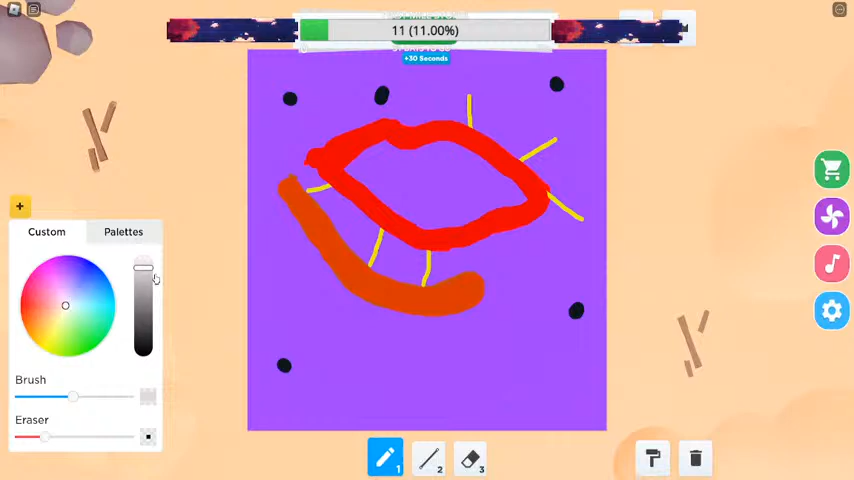 11 (11.00%)
+30 Seconds
+
Custom
Palettes
Brush
Eraser
1
2
3